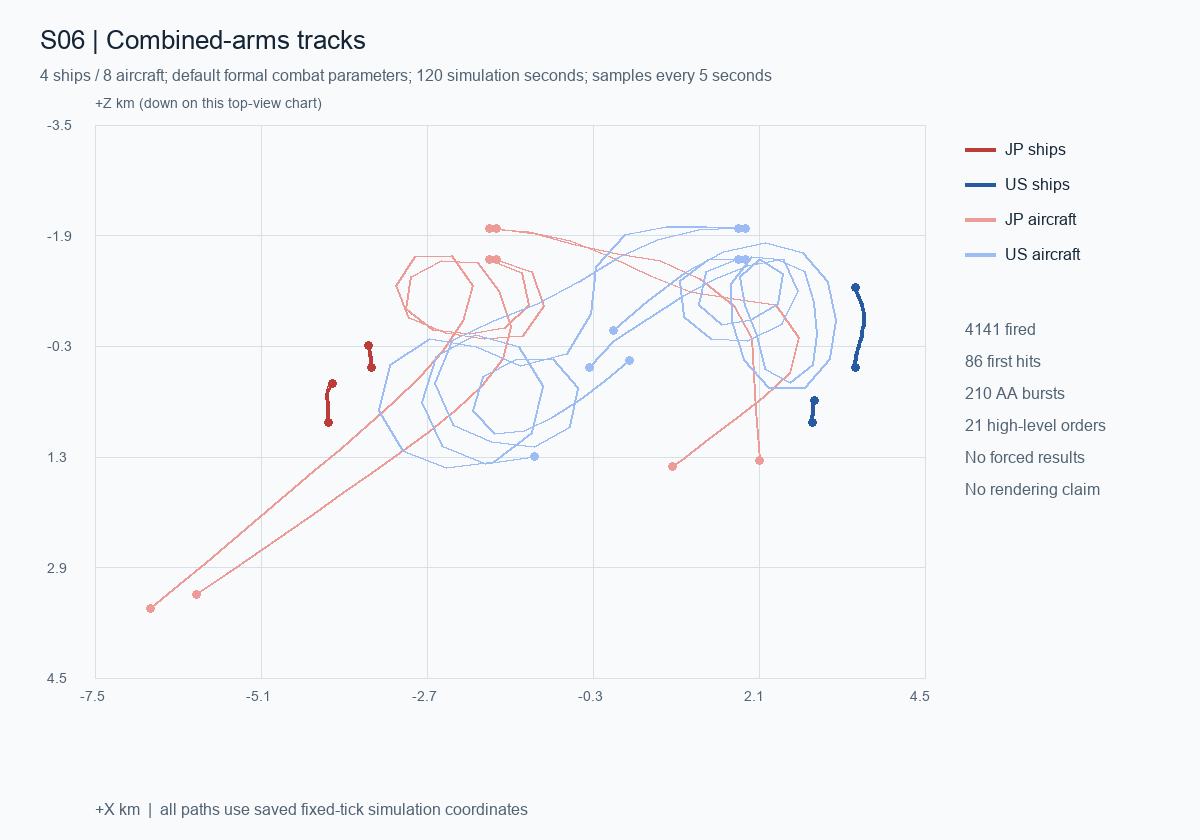 S06 | Combined-arms tracks
4 ships / 8 aircraft; default formal combat parameters; 120 simulation seconds; samples every 5 seconds
+Z km (down on this top-view chart)
-3.5
-1.9
-0.3
1.3
2.9
4.5
-7.5
-5.1
-2.7
-0.3
2.1
4.5
JP ships
US ships
JP aircraft
US aircraft
4141 fired
86 first hits
210 AA bursts
21 high-level orders
No forced results
No rendering claim
+X km | all paths use saved fixed-tick simulation coordinates